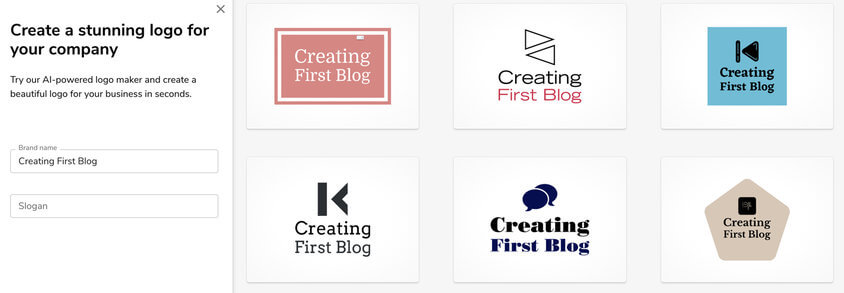 Create a stunning logo for
your company
Try our AI-powered logo maker and create a
beautiful logo for your business in seconds.
Brand name
Creating First Blog
Slogan
Creating
First Blog
Creating
First Blog
Creating
First Blog
Creating
First Blog
Creating
First Blog
Creating
First Blog